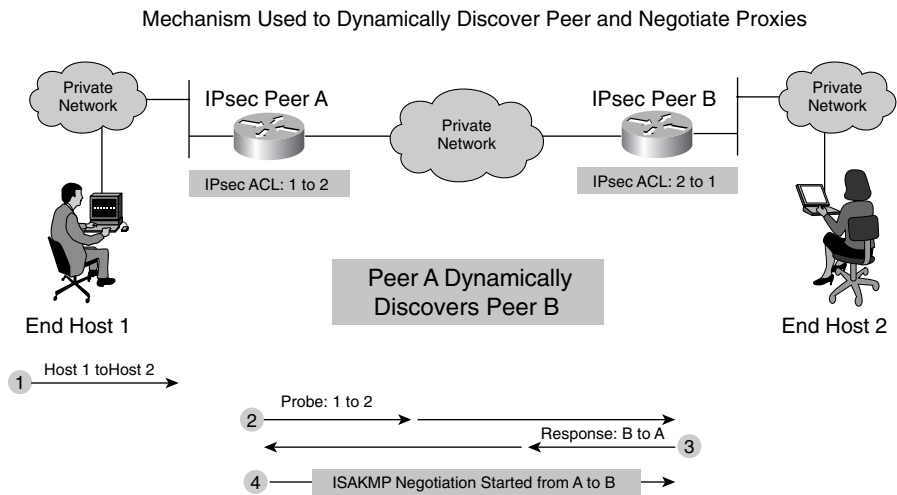 Mechanism Used to Dynamically Discover Peer and Negotiate Proxies
Private
Network
IPsec Peer A
Private
Network
IPsec Peer B
Private
Network
IPsec ACL: 1 to 2
IPsec ACL: 2 to 1
Peer A Dynamically
Discovers Peer B
End Host 1
End Host 2
1
Host 1 toHost 2
2
Probe: 1 to 2
Response: B to A
3
4
ISAKMP Negotiation Started from A to B